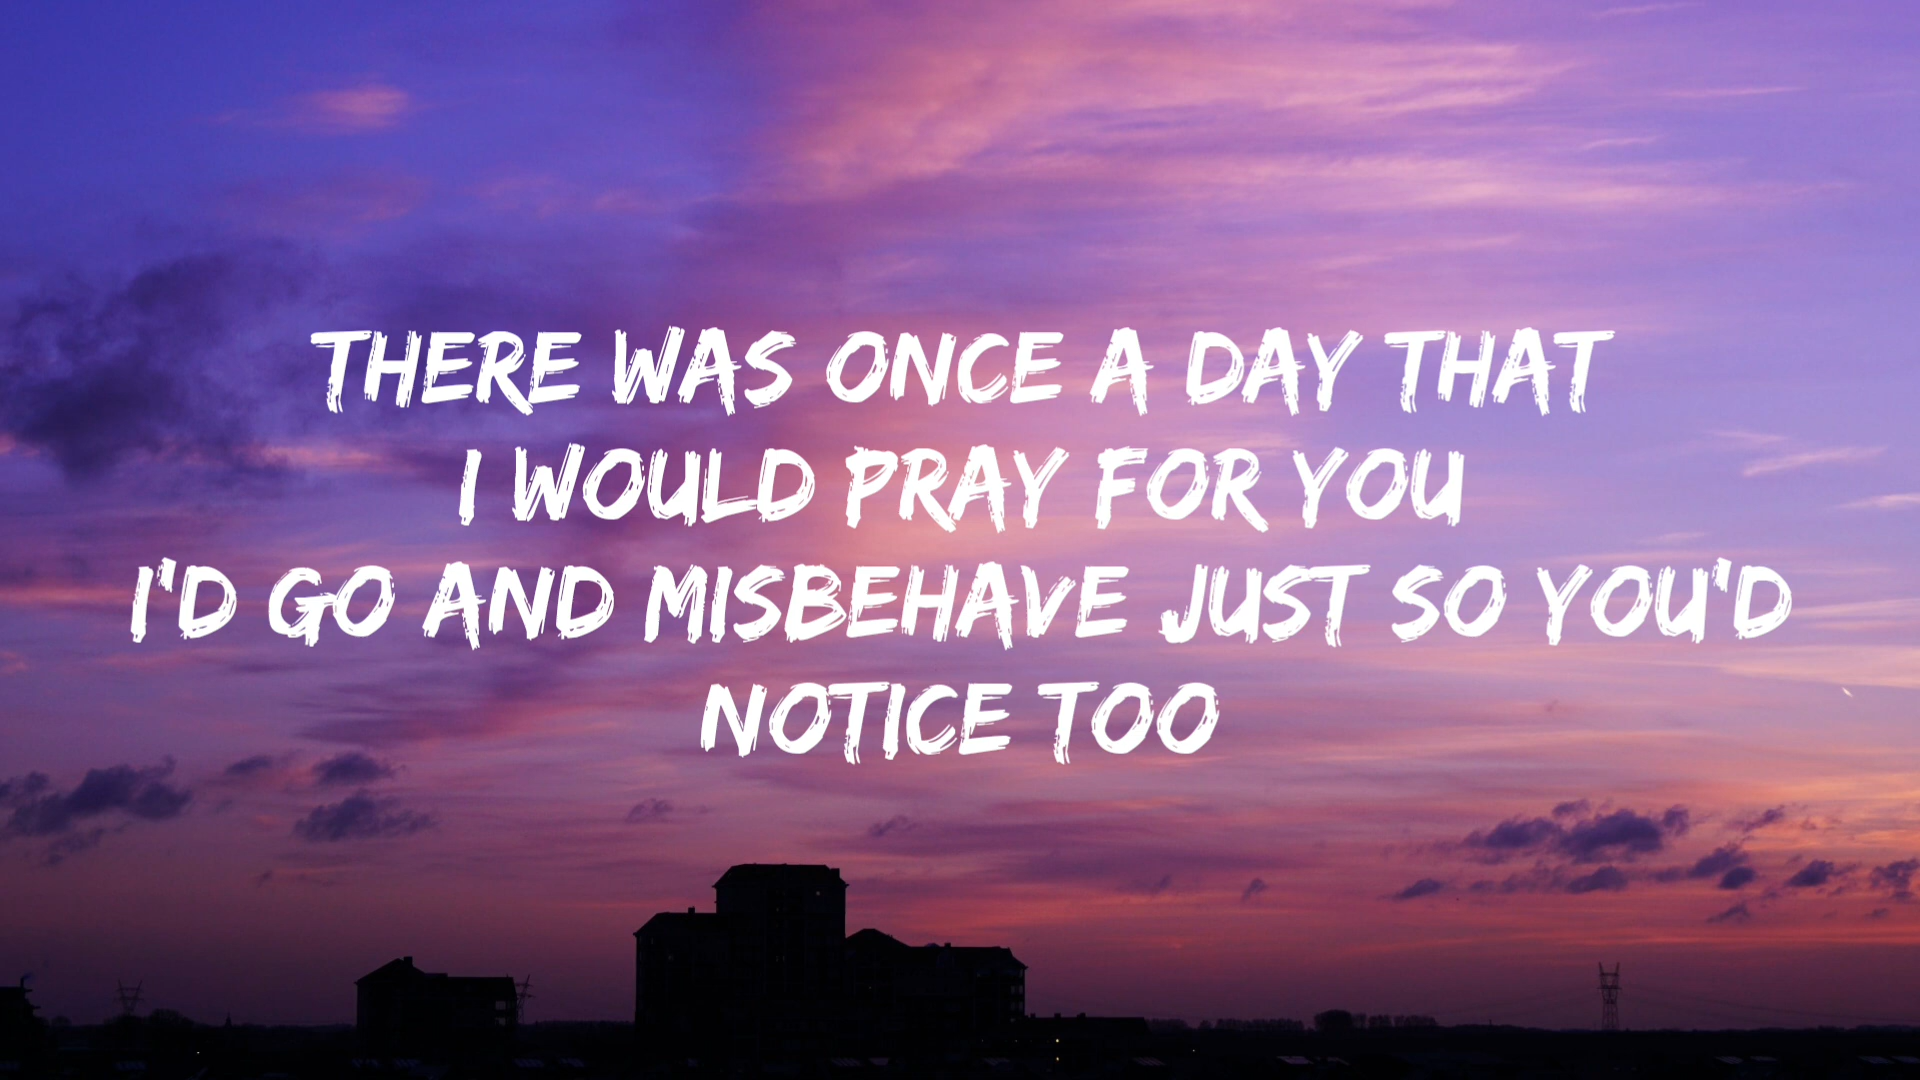 THERE WAS ONCE A DAY THAT
I WOULD PRAY FOR YOU
I'D GO AND MISBEHAVE JUST SO YOU'D
NOTICE TOO